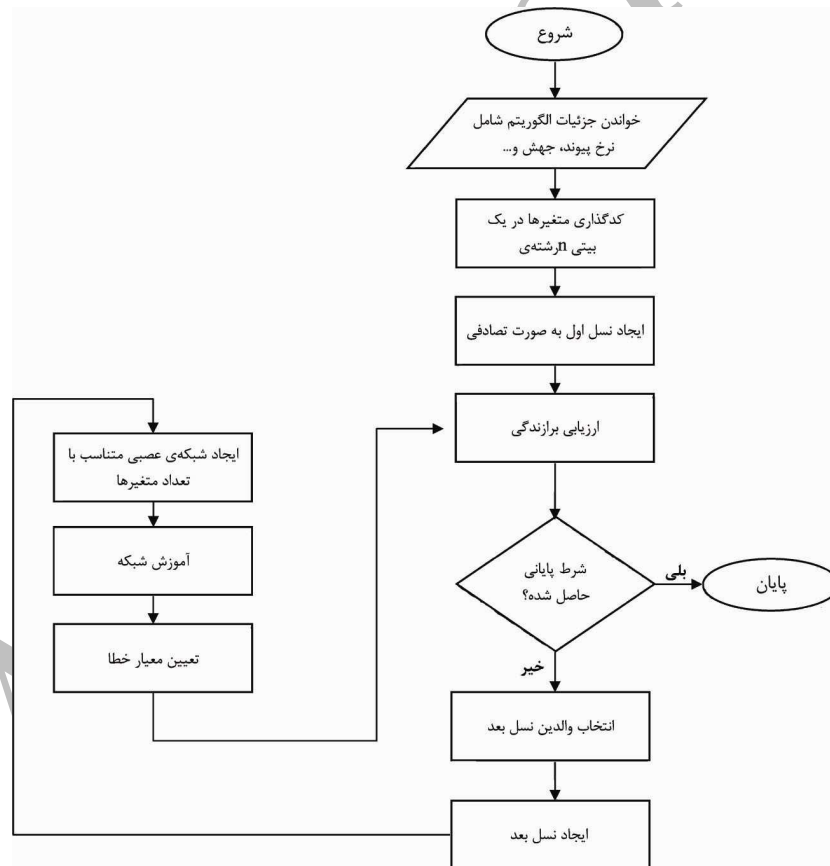 شروع
خواندن جزئیات الگوریتم شامل
نرخ پیوند، جهش و...
کدگذاری متغیرها در یک
بیتی nرشته‌ی
ایجاد نسل اول به صورت تصادفی
ارزیابی برازندگی
شرط پایانی
حاصل شده؟
بلی
پایان
خیر
انتخاب والدین نسل بعد
ایجاد نسل بعد
ایجاد شبکه‌ی عصبی متناسب با
تعداد متغیرها
آموزش شبکه
تعیین معیار خطا